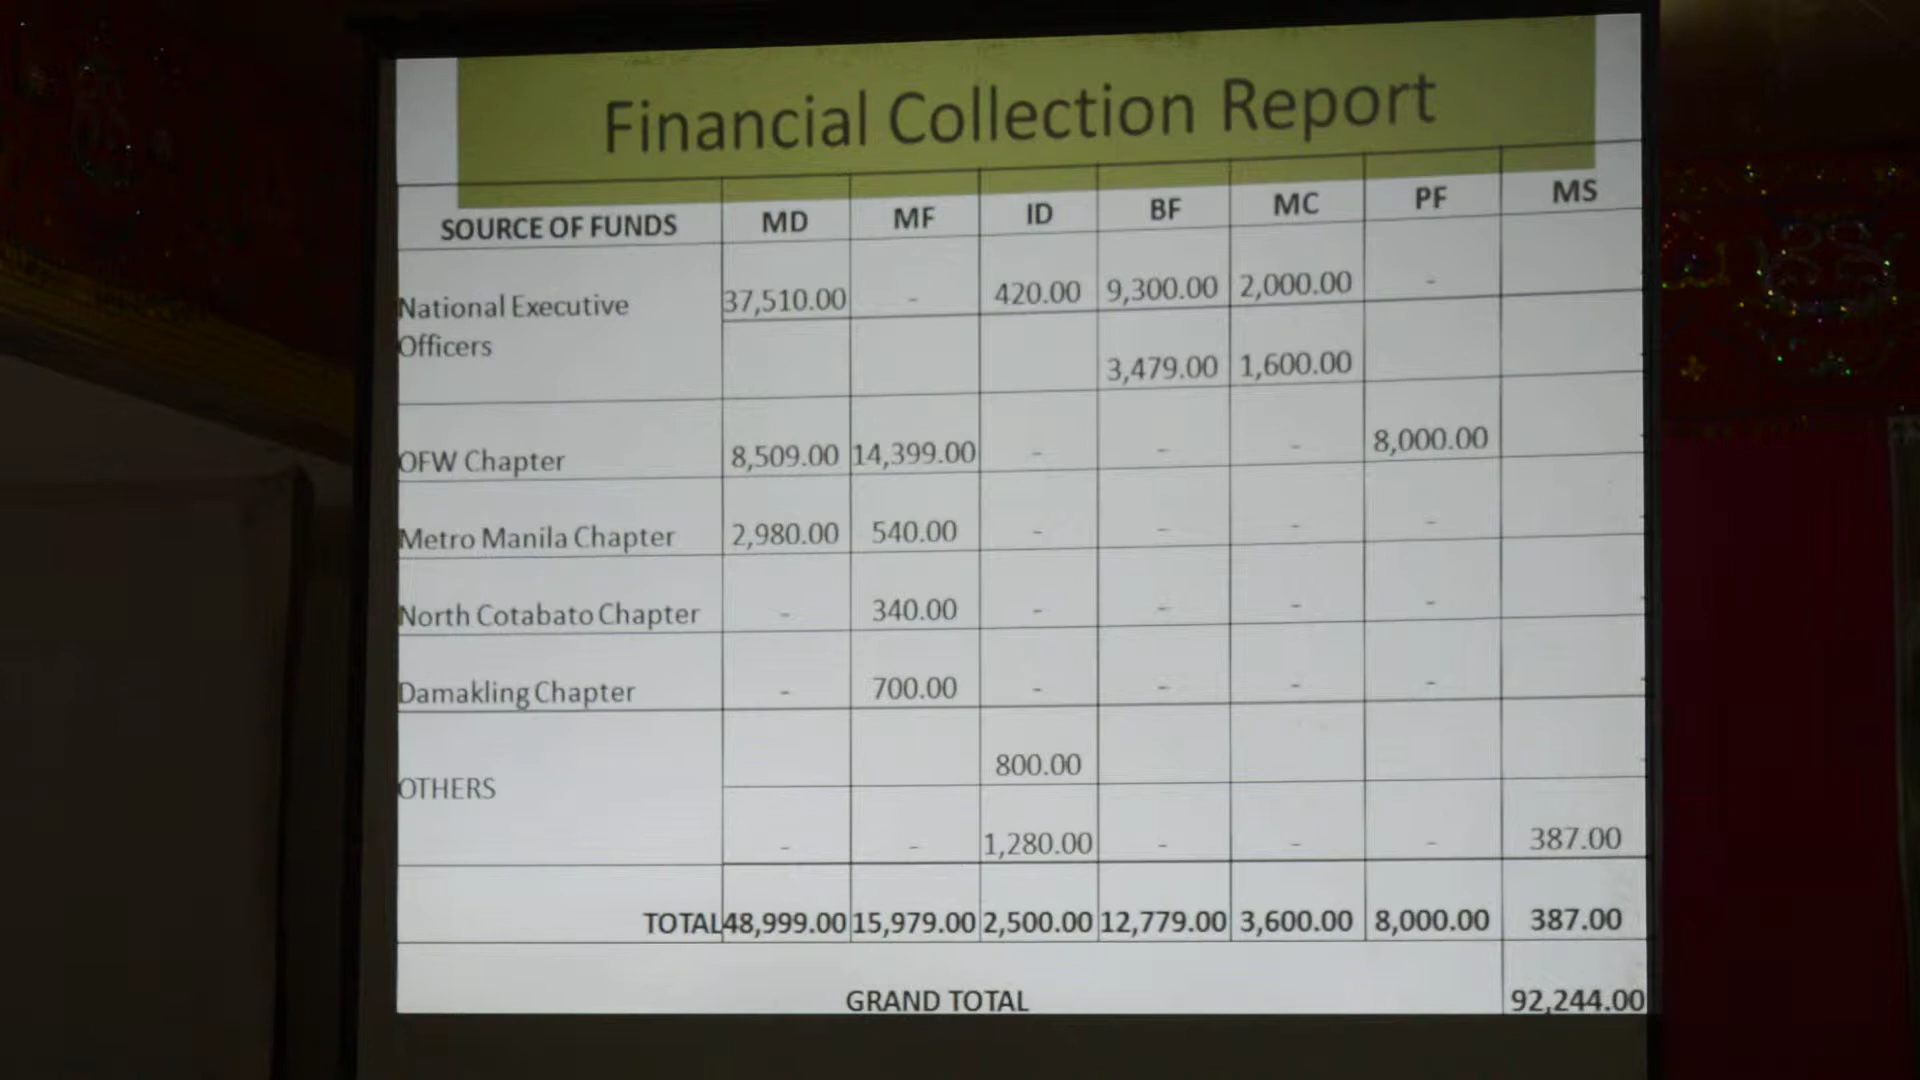 Financial Collection Report
SOURCE OF FUNDS MD MF ID BF MC PF MS
National Executive 37,510.00 - 420.00 9,300.00 2,000.00 -
Officers 3,479.00 1,600.00
OFW Chapter 8,509.00 14,399.00 - - - 8,000.00
Metro Manila Chapter 2,980.00 540.00 - - - -
North Cotabato Chapter - 340.00 - - - -
Damakling Chapter - 700.00 - - - -
800.00
OTHERS
- - 1,280.00 - - - 387.00
TOTAL 48,999.00 15,979.00 2,500.00 12,779.00 3,600.00 8,000.00 387.00
GRAND TOTAL 92,244.00